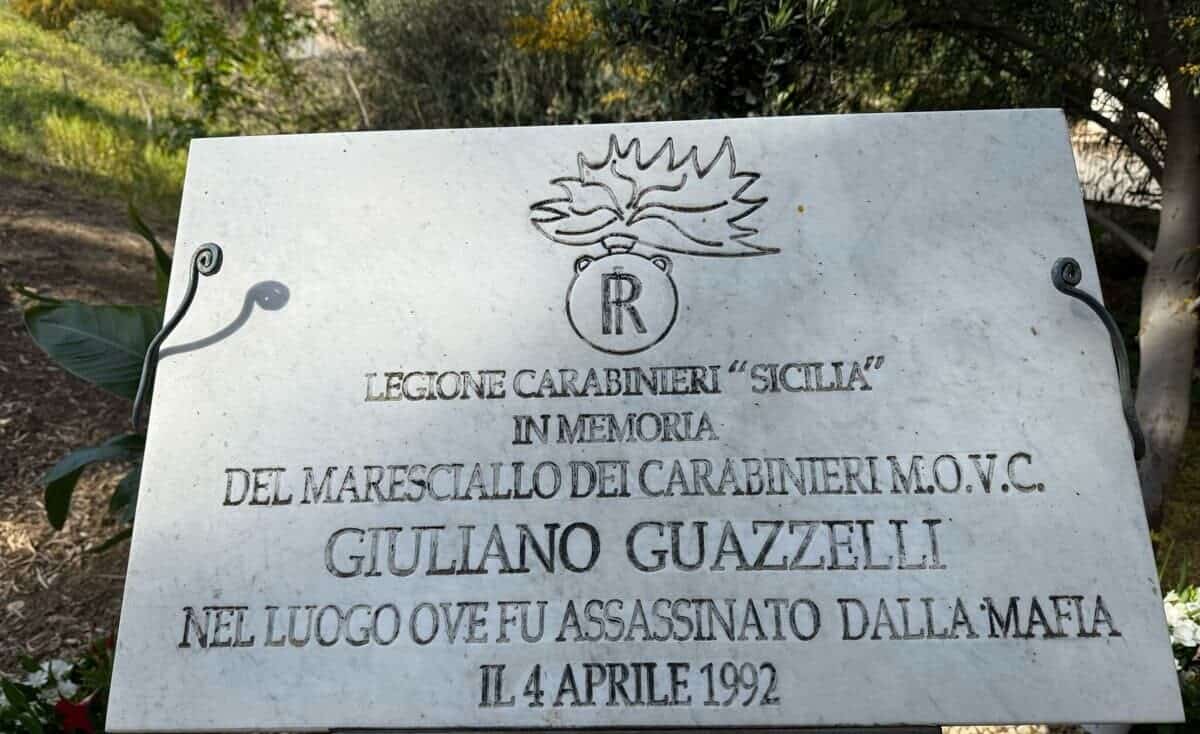 RI
LEGIONE CARABINIERI “SICILIA”
IN MEMORIA
DEL MARESCIALLO DEI CARABINIERI M.O.V.C.
GIULIANO GUAZZELLI
NEL LUOGO OVE FU ASSASSINATO DALLA MAFIA
IL 4 APRILE 1992